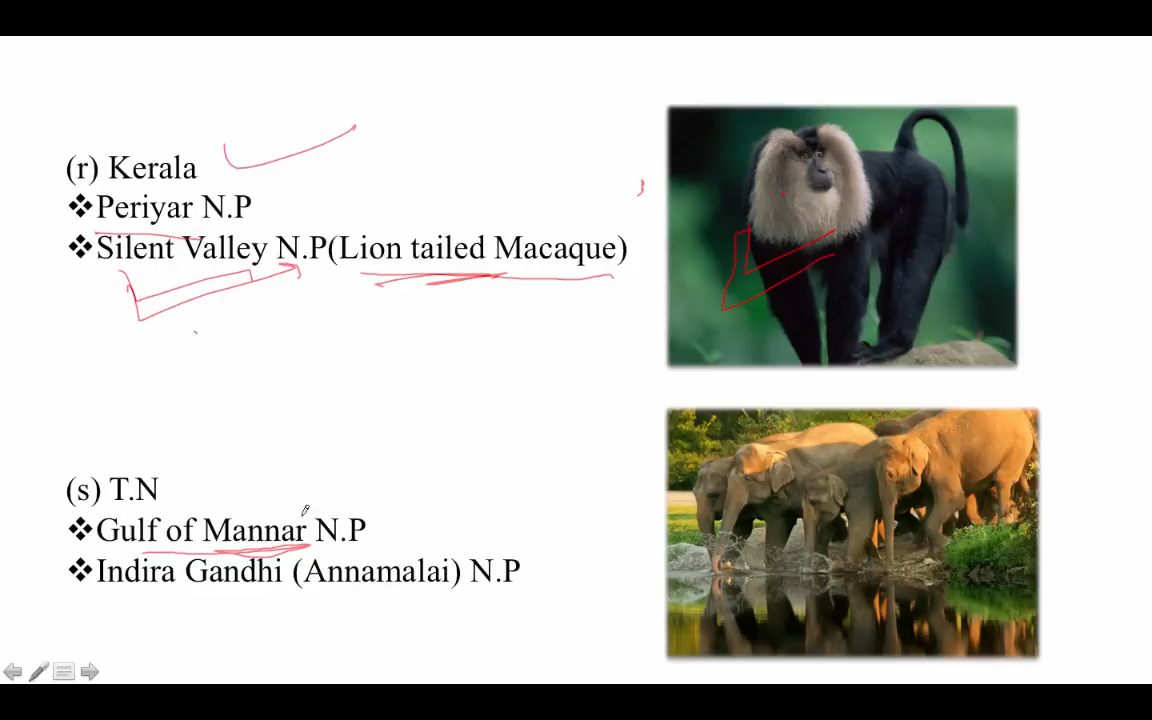 (r) Kerala
❖Periyar N.P
❖Silent Valley N.P(Lion tailed Macaque)
(s) T.N
❖Gulf of Mannar N.P
❖Indira Gandhi (Annamalai) N.P